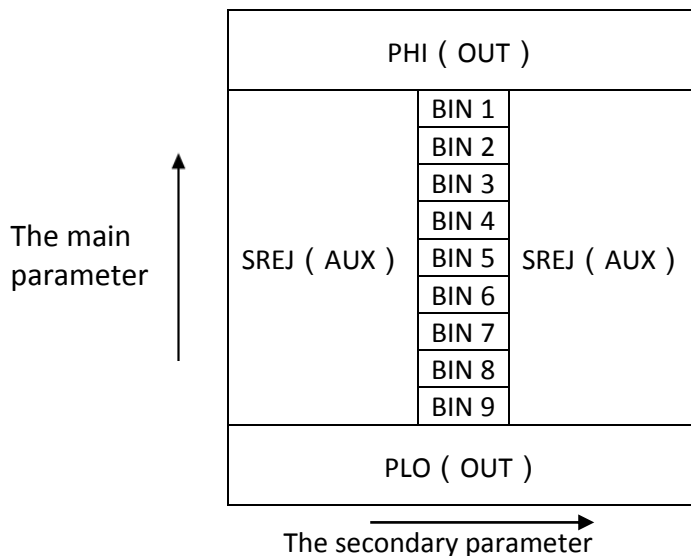 PHI ( OUT )
BIN 1
BIN 2
BIN 3
BIN 4
The main
parameter
SREJ ( AUX )
BIN 5
SREJ ( AUX )
BIN 6
BIN 7
BIN 8
BIN 9
PLO ( OUT )
The secondary parameter